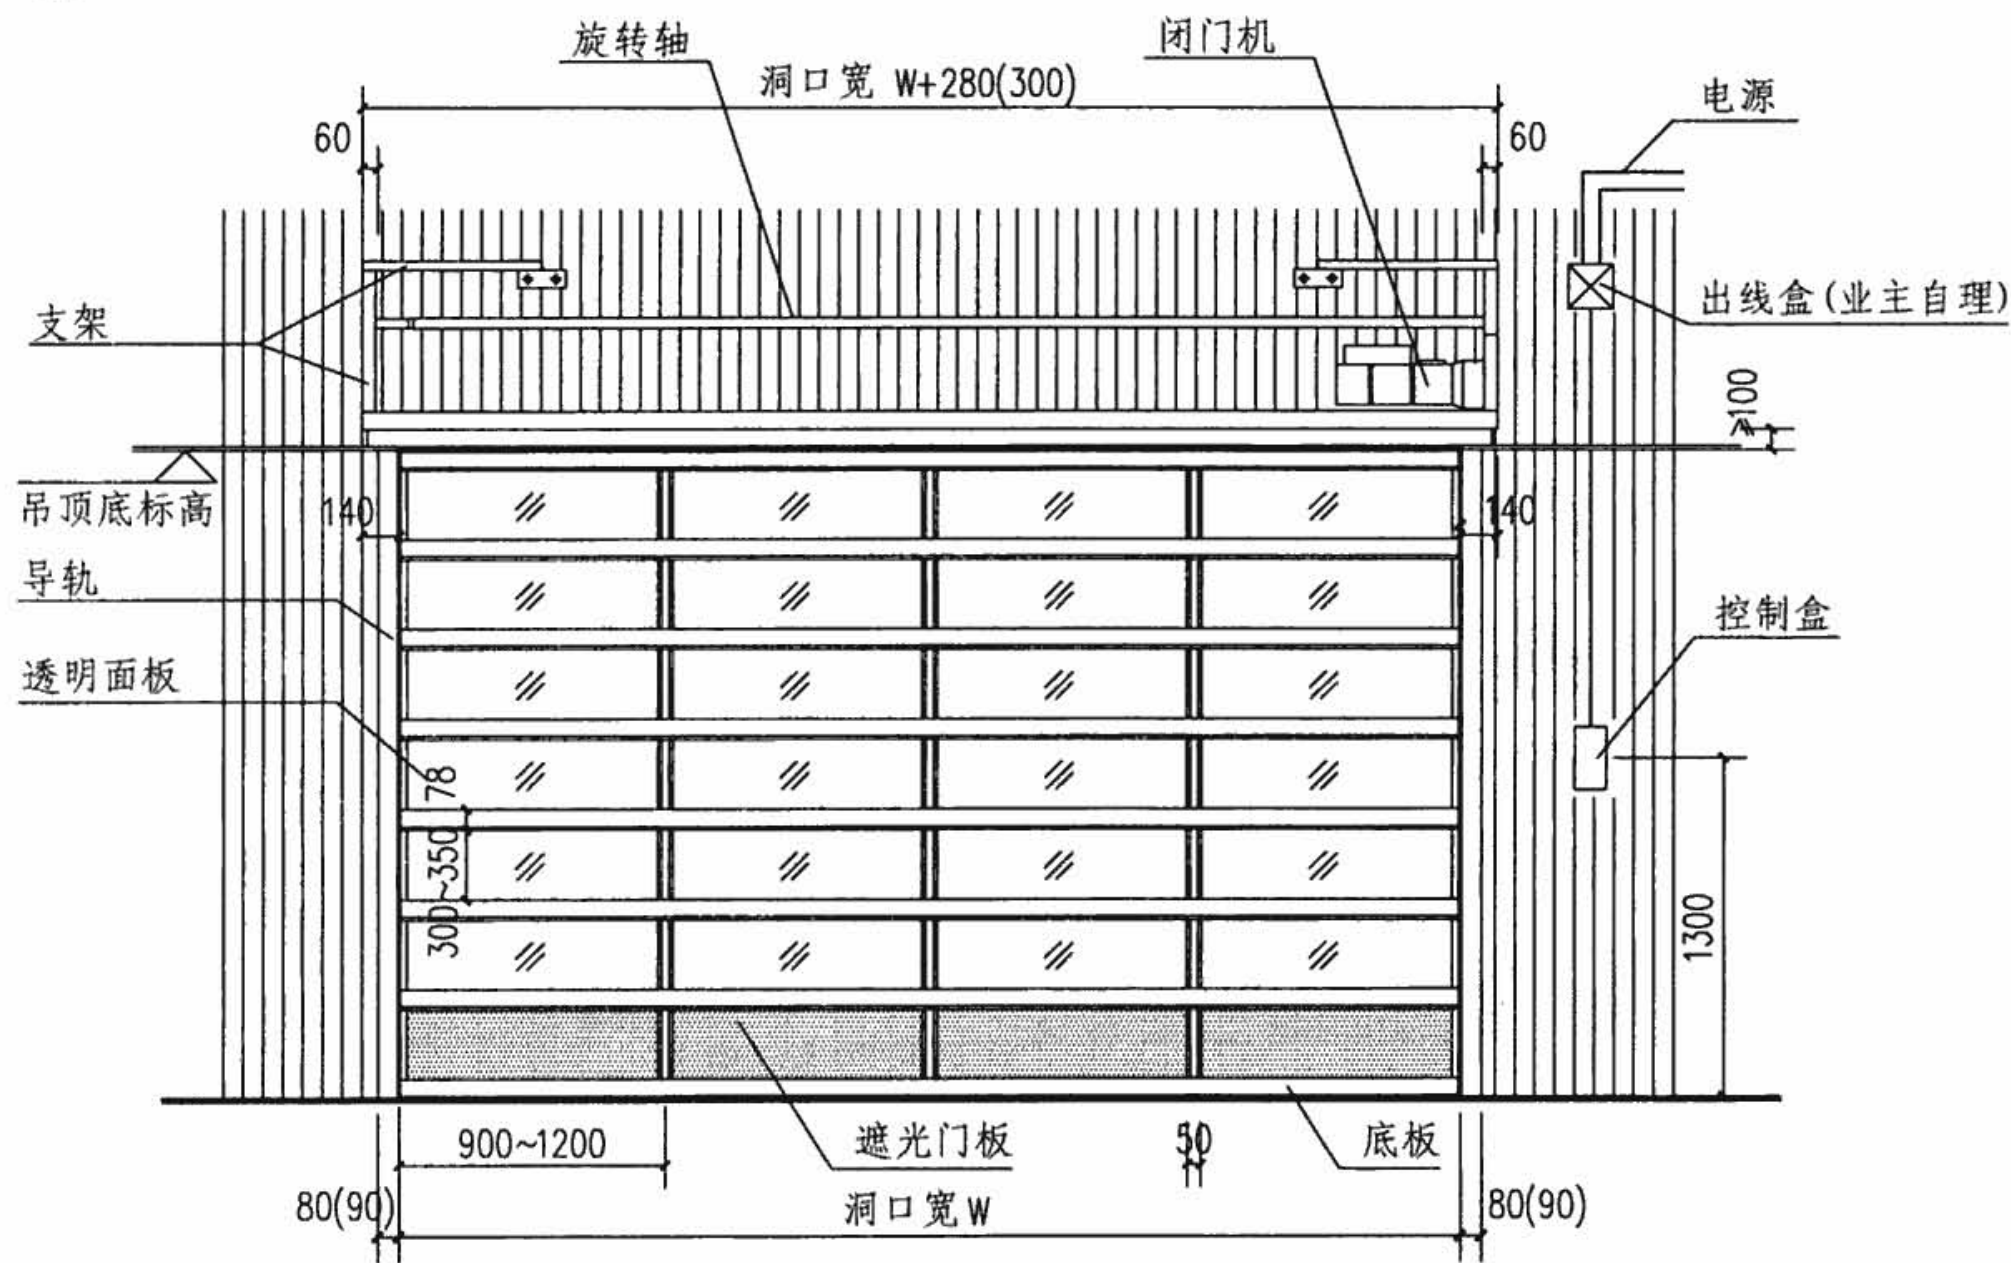 旋转轴
闭门机
洞口宽 W+280(300)
电源
60
60
支架
出线盒(业主自理)
≥100
吊顶底标高
140
140
导轨
控制盒
透明面板
78
300~350
1300
900~1200
遮光门板
50
底板
80(90)
洞口宽W
80(90)